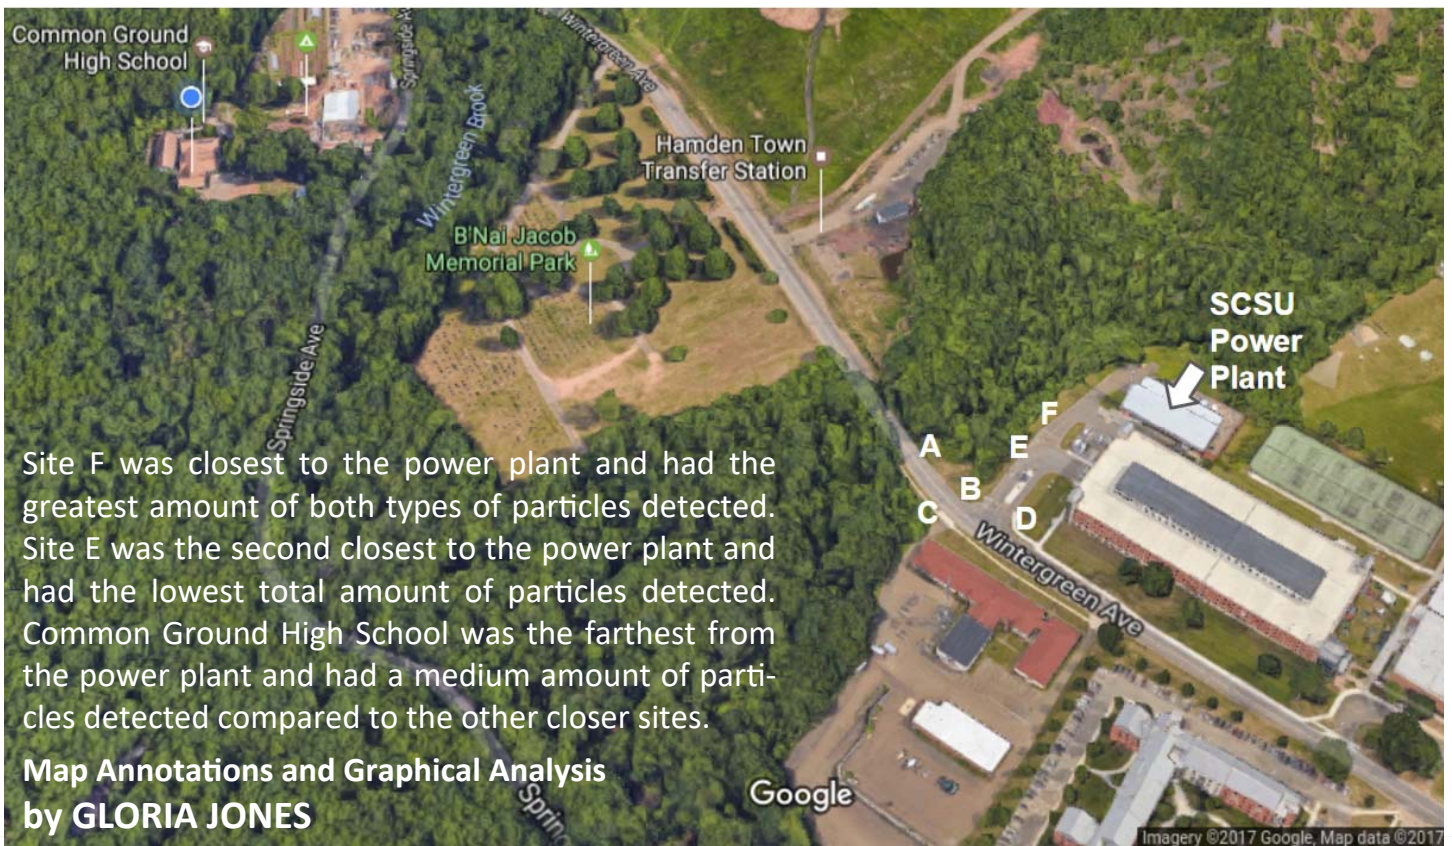 Common Ground
High School
Springside Av
Wintergreen Ave
Wintergreen Brook
Hamden Town
Transfer Station
B'Nai Jacob
Memorial Park
SCSU
Power
Plant
Springside Ave
F
A
E
B
C
D
Wintergreen Ave
Site F was closest to the power plant and had the
greatest amount of both types of particles detected.
Site E was the second closest to the power plant and
had the lowest total amount of particles detected.
Common Ground High School was the farthest from
the power plant and had a medium amount of parti-
cles detected compared to the other closer sites.
Map Annotations and Graphical Analysis
by GLORIA JONES
Spring
Google
Imagery ©2017 Google, Map data ©2017